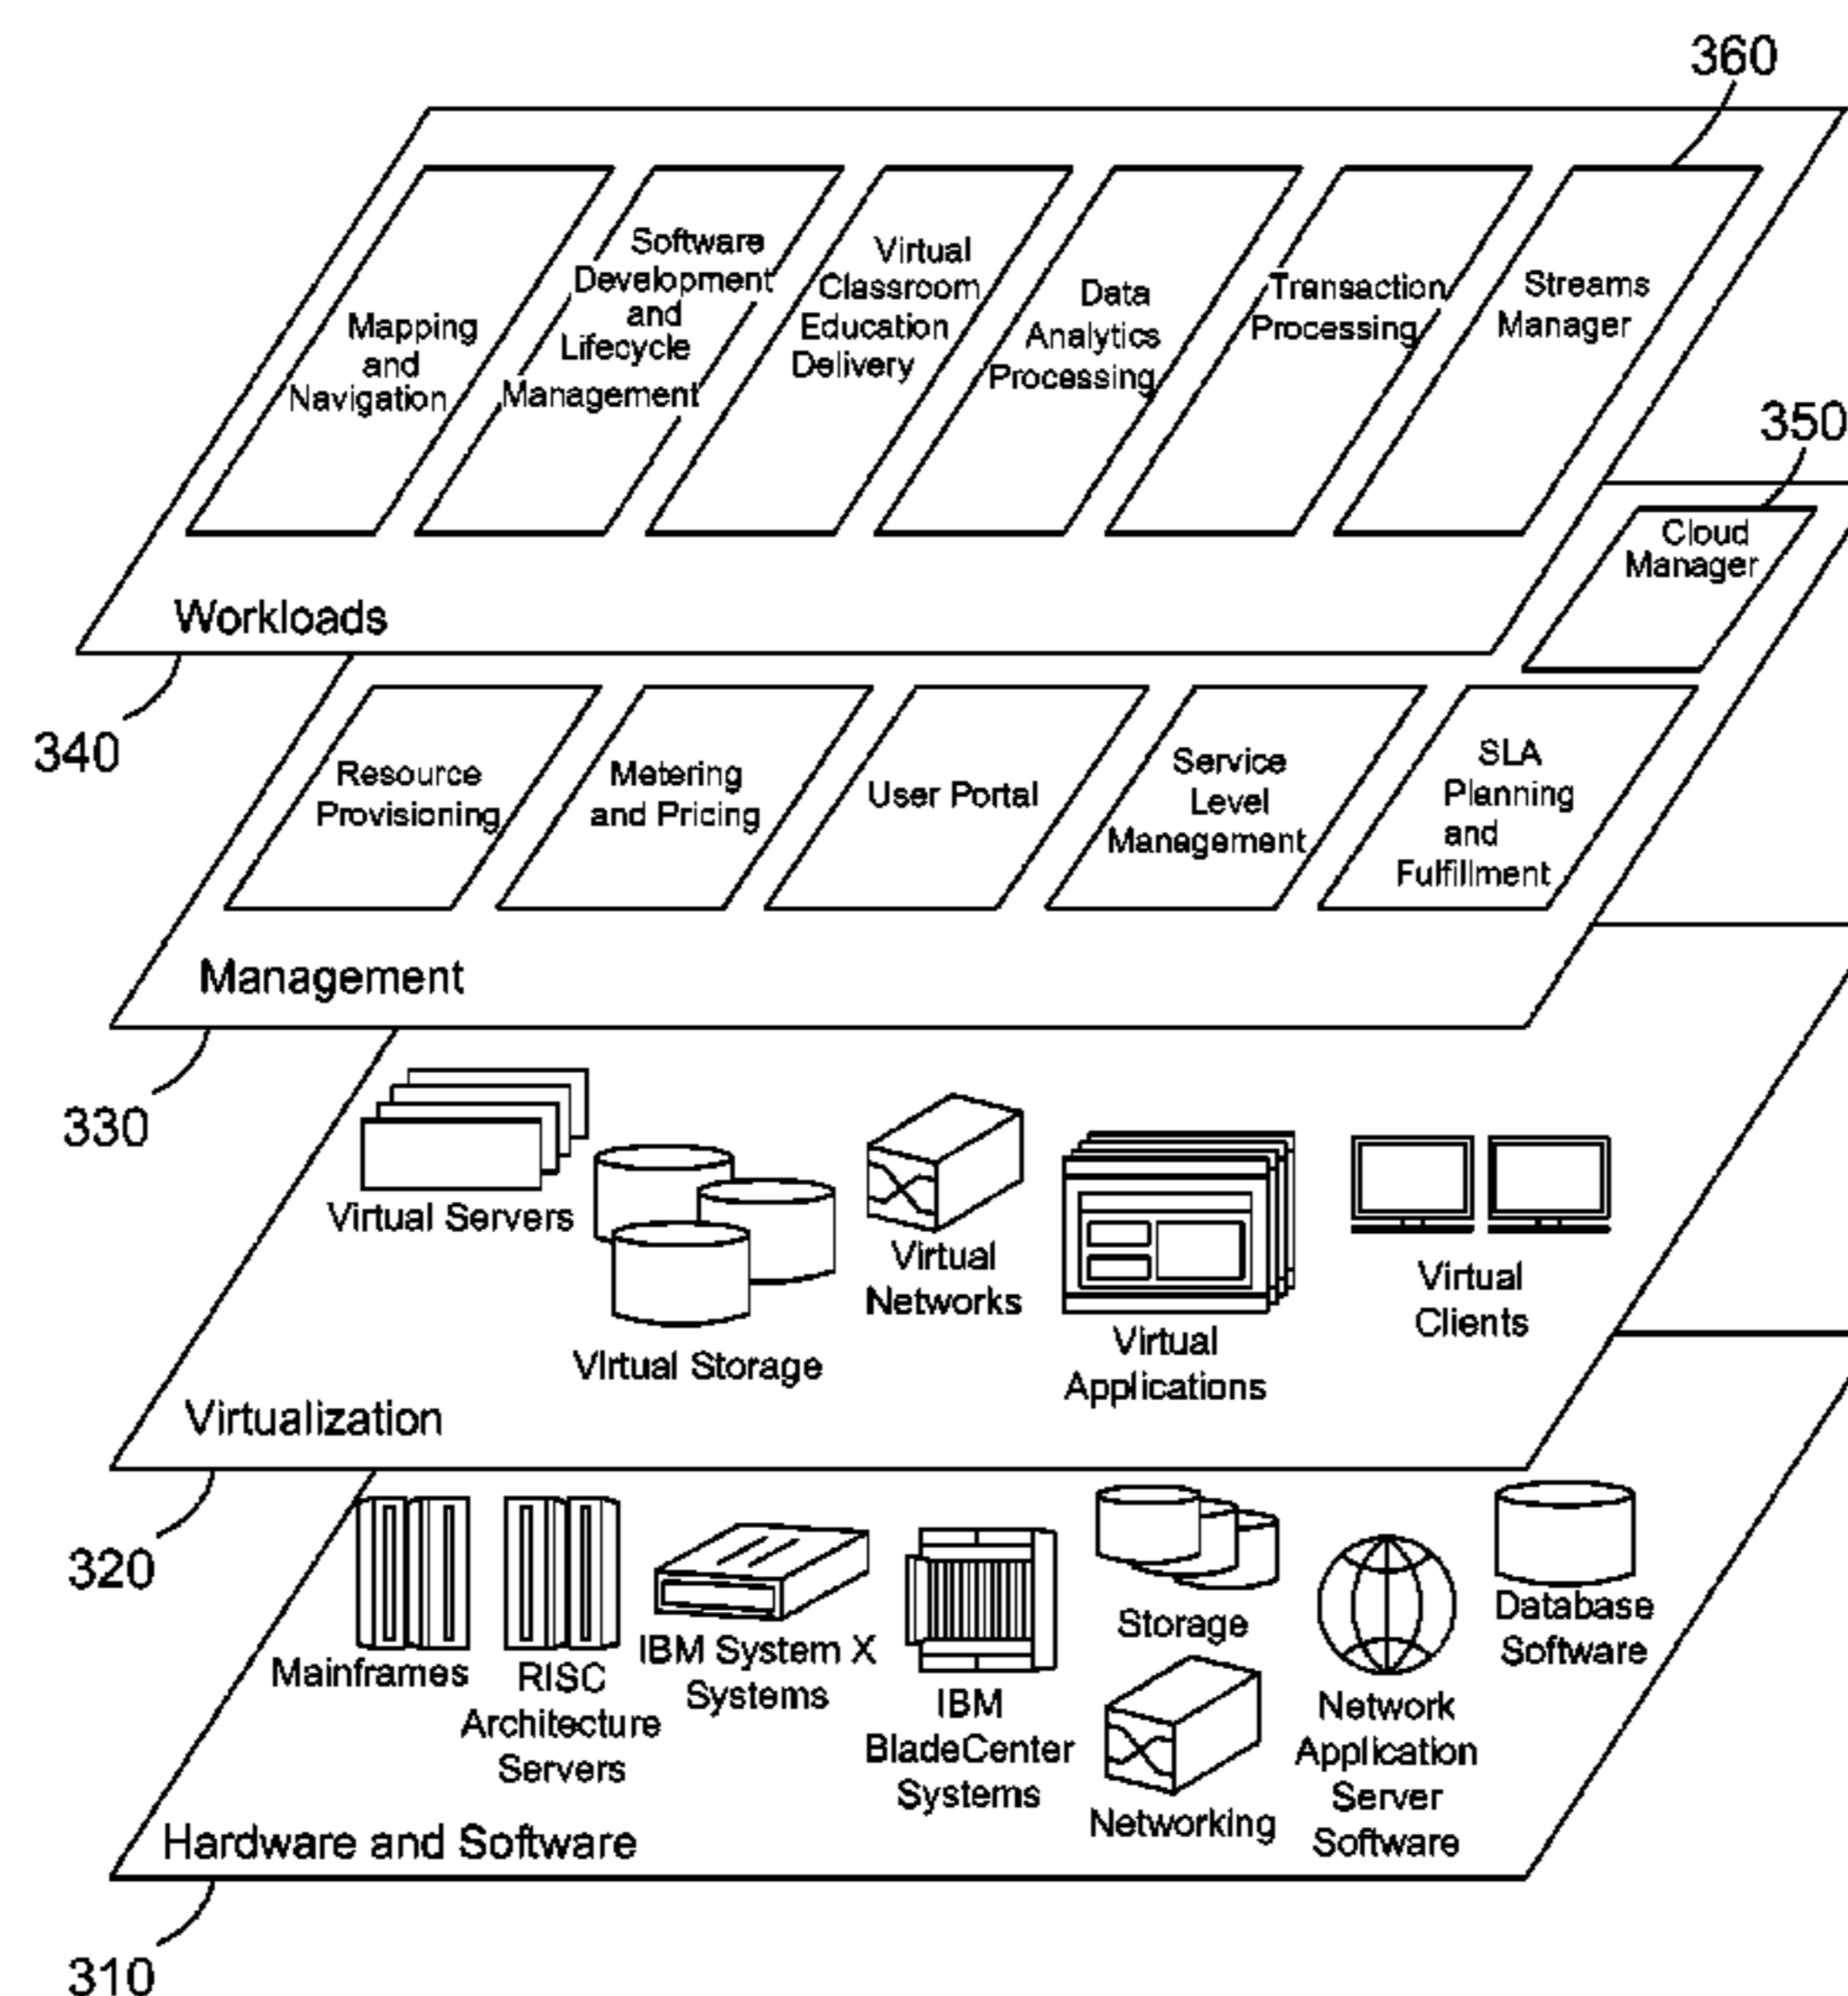 360
Mapping
and
Navigation
Software
Development
and
Lifecycle
Management
Virtual
Classroom
Education
Delivery
Data
Analytics
Processing
Transaction
Processing
Streams
Manager
350
Cloud
Manager
Workloads
340
Resource
Provisioning
Metering
and Pricing
User Portal
Service
Level
Management
SLA
Planning
and
Fulfillment
Management
330
Virtual Servers
VIrtual Storage
Virtual
Networks
Virtual
Applications
Virtual
Clients
Virtualization
320
Mainframes
RISC
Architecture
Servers
IBM System X
Systems
IBM
BladeCenter
Systems
Storage
Networking
Network
Application
Server
Software
Database
Software
Hardware and Software
310